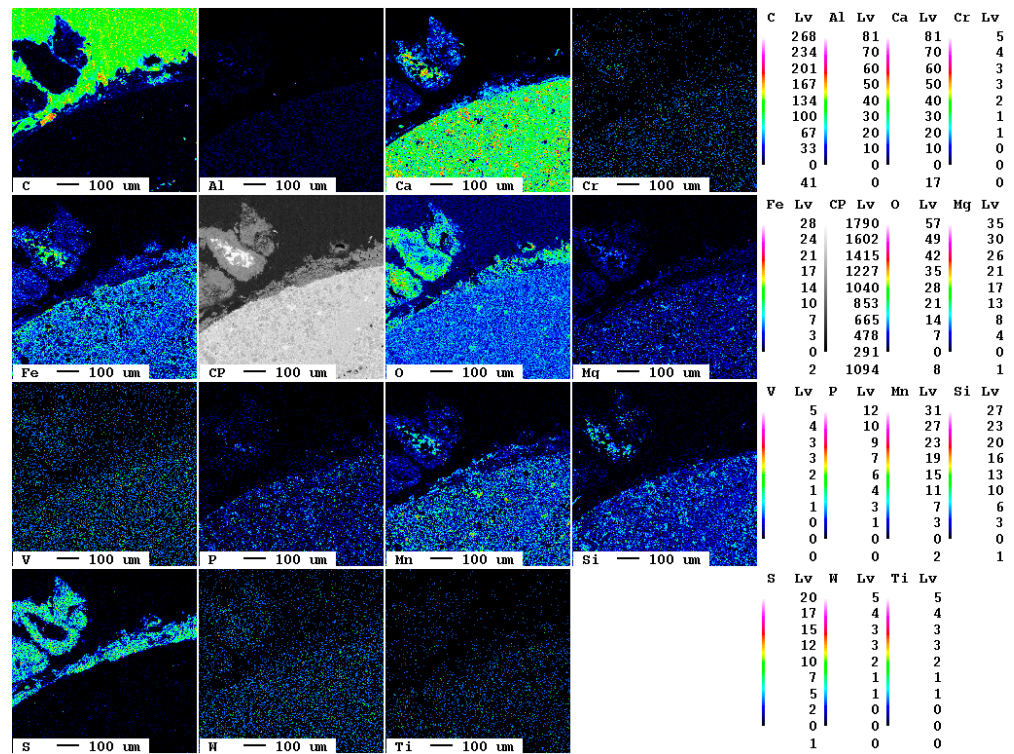 C Lv Al Lv Ca Lv Cr Lv
268 81 81 5
234 70 70 4
201 60 60 3
167 50 50 3
134 40 40 2
100 30 30 1
67 20 20 1
33 10 10 0
0 0 0 0
41 0 17 0
C 100 um
Al 100 um
Ca 100 um
Cr 100 um
Fe Lv CP Lv O Lv Mg Lv
28 1790 57 35
24 1602 49 30
21 1415 42 26
17 1227 35 21
14 1040 28 17
10 853 21 13
7 665 14 8
3 478 7 4
0 291 0 0
2 1094 8 1
Fe 100 um
CP 100 um
O 100 um
Mg 100 um
V Lv P Lv Mn Lv Si Lv
5 12 31 27
4 10 27 23
3 9 23 20
3 7 19 16
2 6 15 13
1 4 11 10
1 3 7 6
0 1 3 3
0 0 0 0
0 0 2 1
V 100 um
P 100 um
Mn 100 um
Si 100 um
S Lv W Lv Ti Lv
20 5 5
17 4 4
15 3 3
12 3 3
10 2 2
7 1 1
5 1 1
2 0 0
0 0 0
1 0 0
S 100 um
W 100 um
Ti 100 um